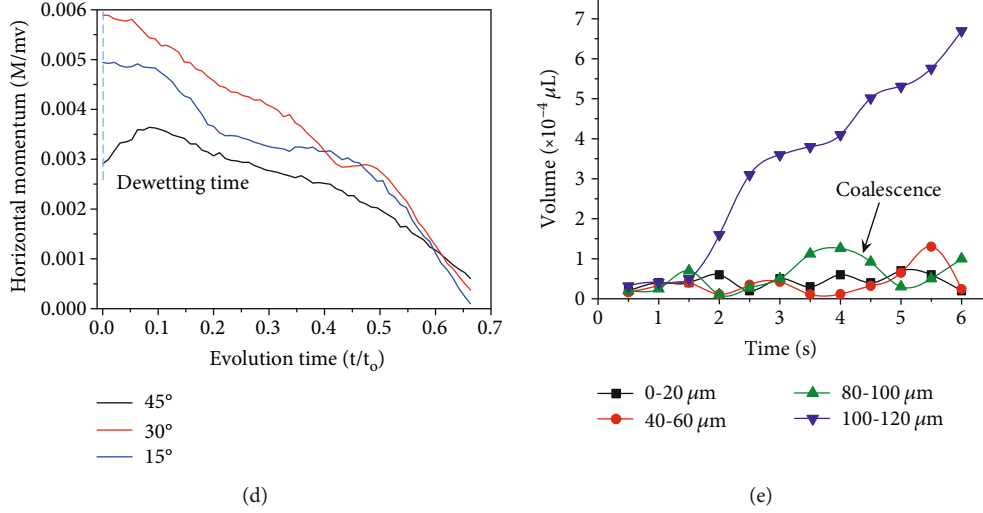 Horizontal momentum (M/mv)
0.006
0.005
0.004
0.003
0.002
0.001
0.000
Dewetting time
0.0 0.1 0.2 0.3 0.4 0.5 0.6 0.7
Evolution time (t/t₀)
45°
30°
15°
(d)
Volume (×10⁻⁴ μL)
7
6
5
4
3
2
1
0
Coalescence
0 1 2 3 4 5 6
Time (s)
0-20 μm
40-60 μm
80-100 μm
100-120 μm
(e)